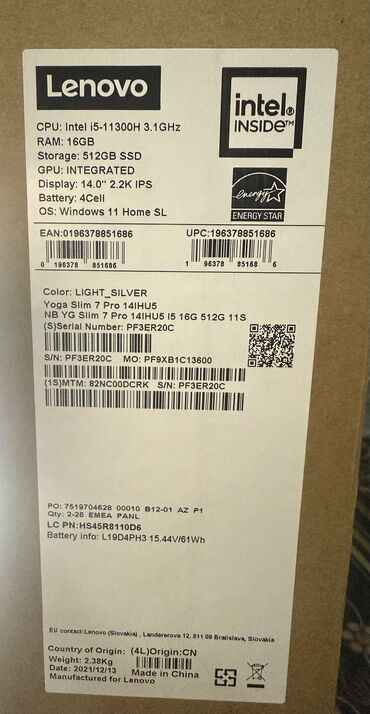 Lenovo
intel®
INSIDE™
CPU: Intel i5-11300H 3.1GHz
RAM: 16GB
Storage: 512GB SSD
GPU: INTEGRATED
Display: 14.0" 2.2K IPS
Battery: 4Cell
OS: Windows 11 Home SL
energy
ENERGY STAR
EAN:0196378851686 UPC:196378851686
0 196378 851686 1 96378 85168 6
Color: LIGHT_SILVER
Yoga Slim 7 Pro 14IHU5
NB YG Slim 7 Pro 14IHU5 I5 16G 512G 11S
(S)Serial Number: PF3ER20C
S/N: PF3ER20C MO: PF9XB1C13600
(1S)MTM: 82NC00DCRK S/N: PF3ER20C
PO: 7519704628 00010 B12-01 AZ P1
Qty: 2-26 EMEA PANL
LC PN:HS45R8110D6
Battery info: L19D4PH3 15.44V/61Wh
EU contact:Lenovo (Slovakia) , Landererova 12, 811 09 Bratislava, Slovakia
Country of Origin: (4L)Origin:CN
Weight: 2.38Kg
Date: 2021/12/13 Made in China
Manufactured for Lenovo